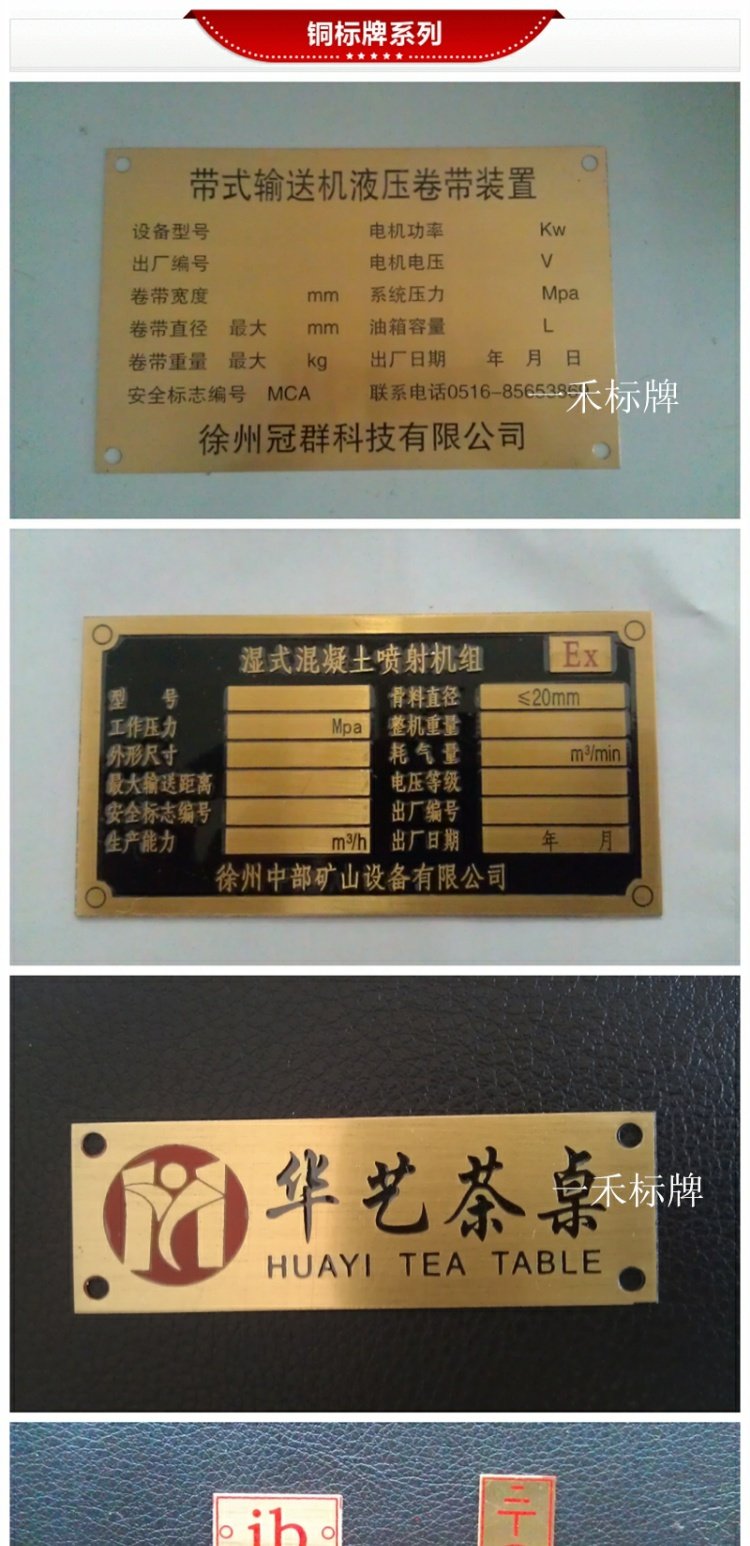 铜标牌系列
带式输送机液压卷带装置
设备型号 电机功率 Kw
出厂编号 电机电压 V
卷带宽度 mm 系统压力 Mpa
卷带直径 最大 mm 油箱容量 L
卷带重量 最大 kg 出厂日期 年 月 日
安全标志编号 MCA 联系电话0516-85653869
一禾标牌
徐州冠群科技有限公司
湿式混凝土喷射机组 Ex
型 号 骨料直径 ≤20mm
工作压力 Mpa 整机重量
外形尺寸 耗气量 m³/min
最大输送距离 电压等级
安全标志编号 出厂编号
生产能力 m³/h 出厂日期 年 月
徐州中部矿山设备有限公司
华艺茶桌
一禾标牌
HUAYI TEA TABLE
ib